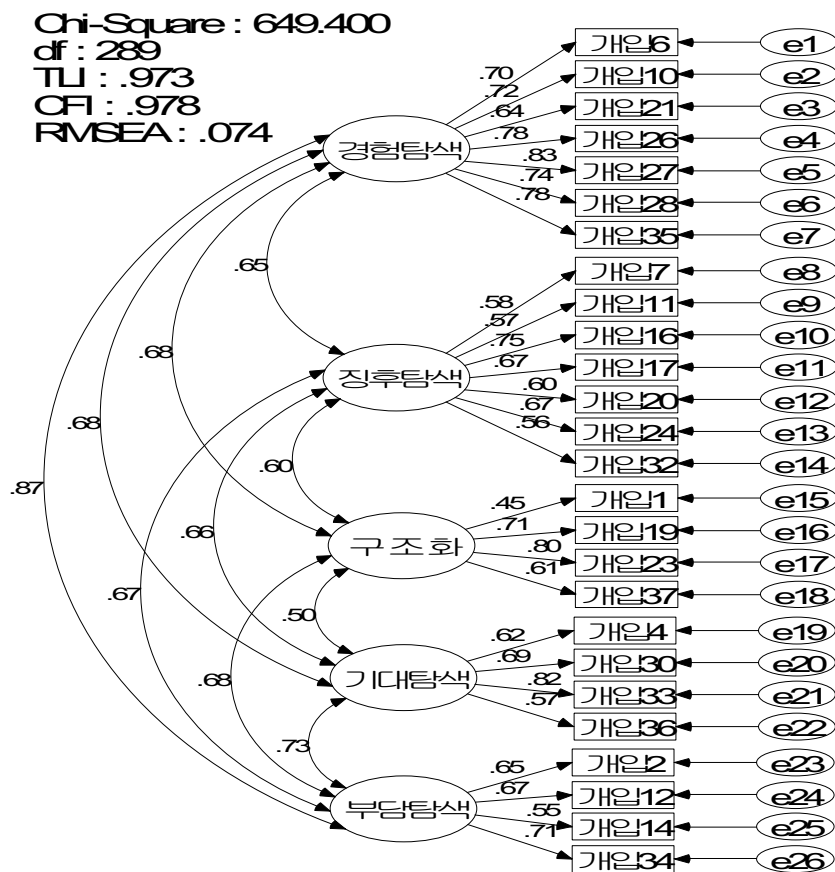 Chi-Square : 649.400
df : 289
TLI : .973
CFI : .978
RMSEA : .074
.70 개입6 e1
.72 개입10 e2
.64 개입21 e3
.78 개입26 e4
경험탐색
.83 개입27 e5
.74 개입28 e6
.78 개입35 e7
.65
.58 개입7 e8
.57 개입11 e9
.75 개입16 e10
.68
.67 개입17 e11
징후탐색
.60 개입20 e12
.67 개입24 e13
.68
.56 개입32 e14
.60
.87
.45 개입1 e15
.66
.71 개입19 e16
구조화
.80 개입23 e17
.61 개입37 e18
.67
.50
.62 개입4 e19
.69 개입30 e20
기대탐색
.68
.82 개입33 e21
.57 개입36 e22
.73
.65 개입2 e23
.67 개입12 e24
부담탐색
.55 개입14 e25
.71 개입34 e26